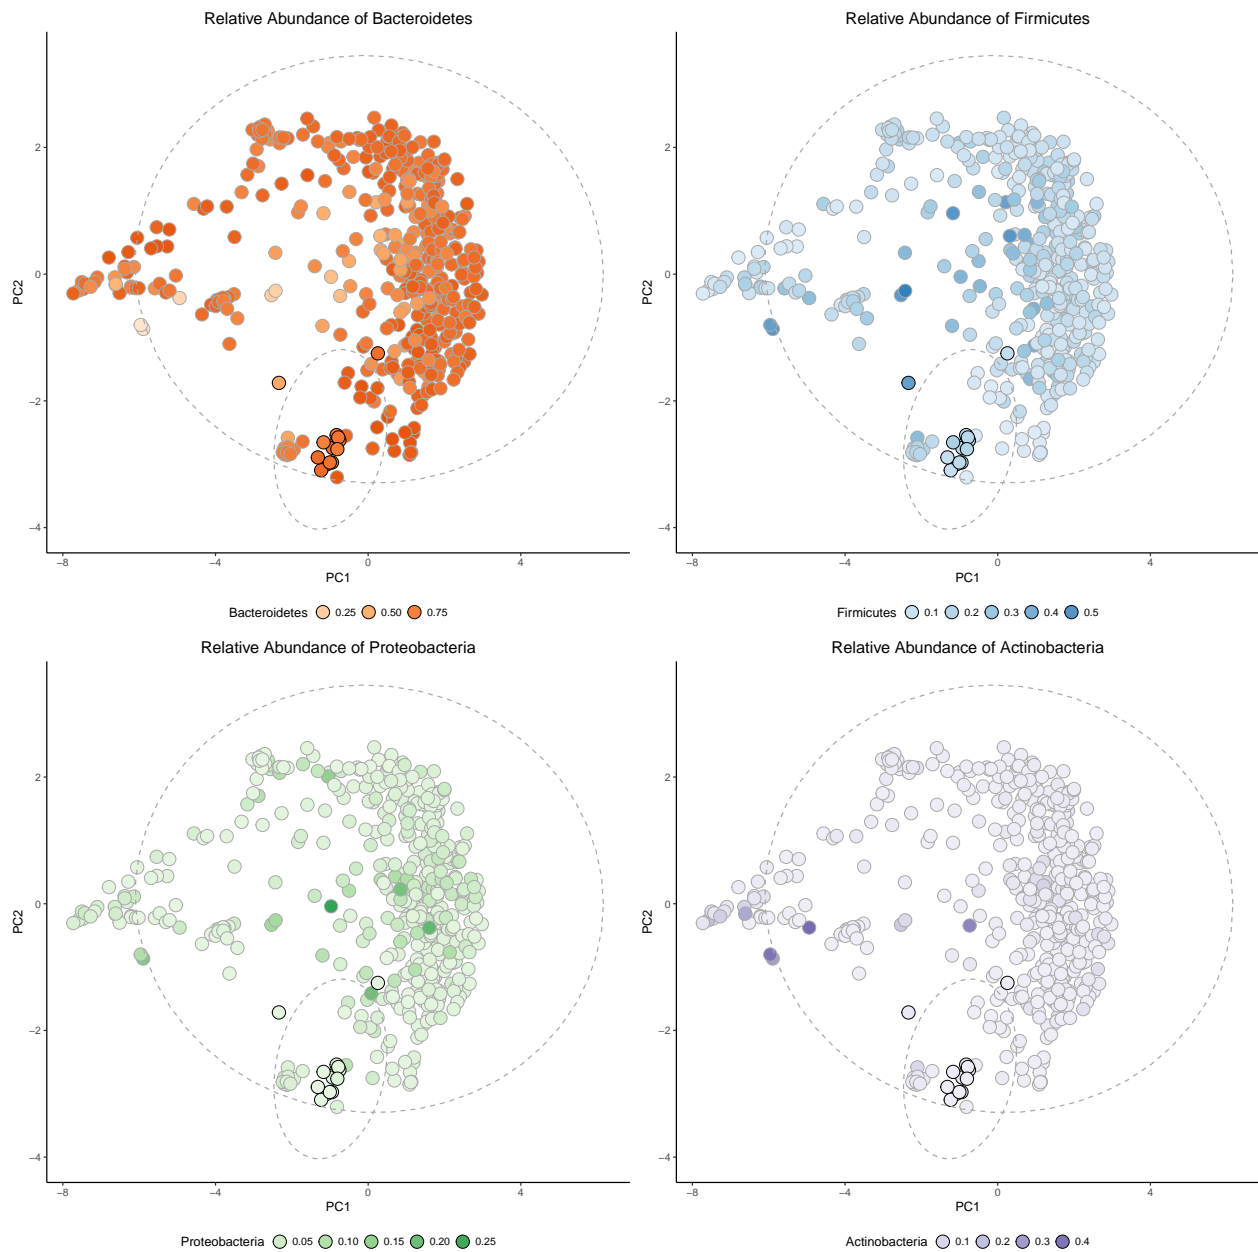 Relative Abundance of Bacteroidetes
Relative Abundance of Firmicutes
PC2
2
0
−2
−4
−8
−4
0
4
PC1
PC2
2
0
−2
−4
−8
−4
0
4
PC1
Bacteroidetes 0.25 0.50 0.75
Firmicutes 0.1 0.2 0.3 0.4 0.5
Relative Abundance of Proteobacteria
Relative Abundance of Actinobacteria
PC2
2
0
−2
−4
−8
−4
0
4
PC1
PC2
2
0
−2
−4
−8
−4
0
4
PC1
Proteobacteria 0.05 0.10 0.15 0.20 0.25
Actinobacteria 0.1 0.2 0.3 0.4